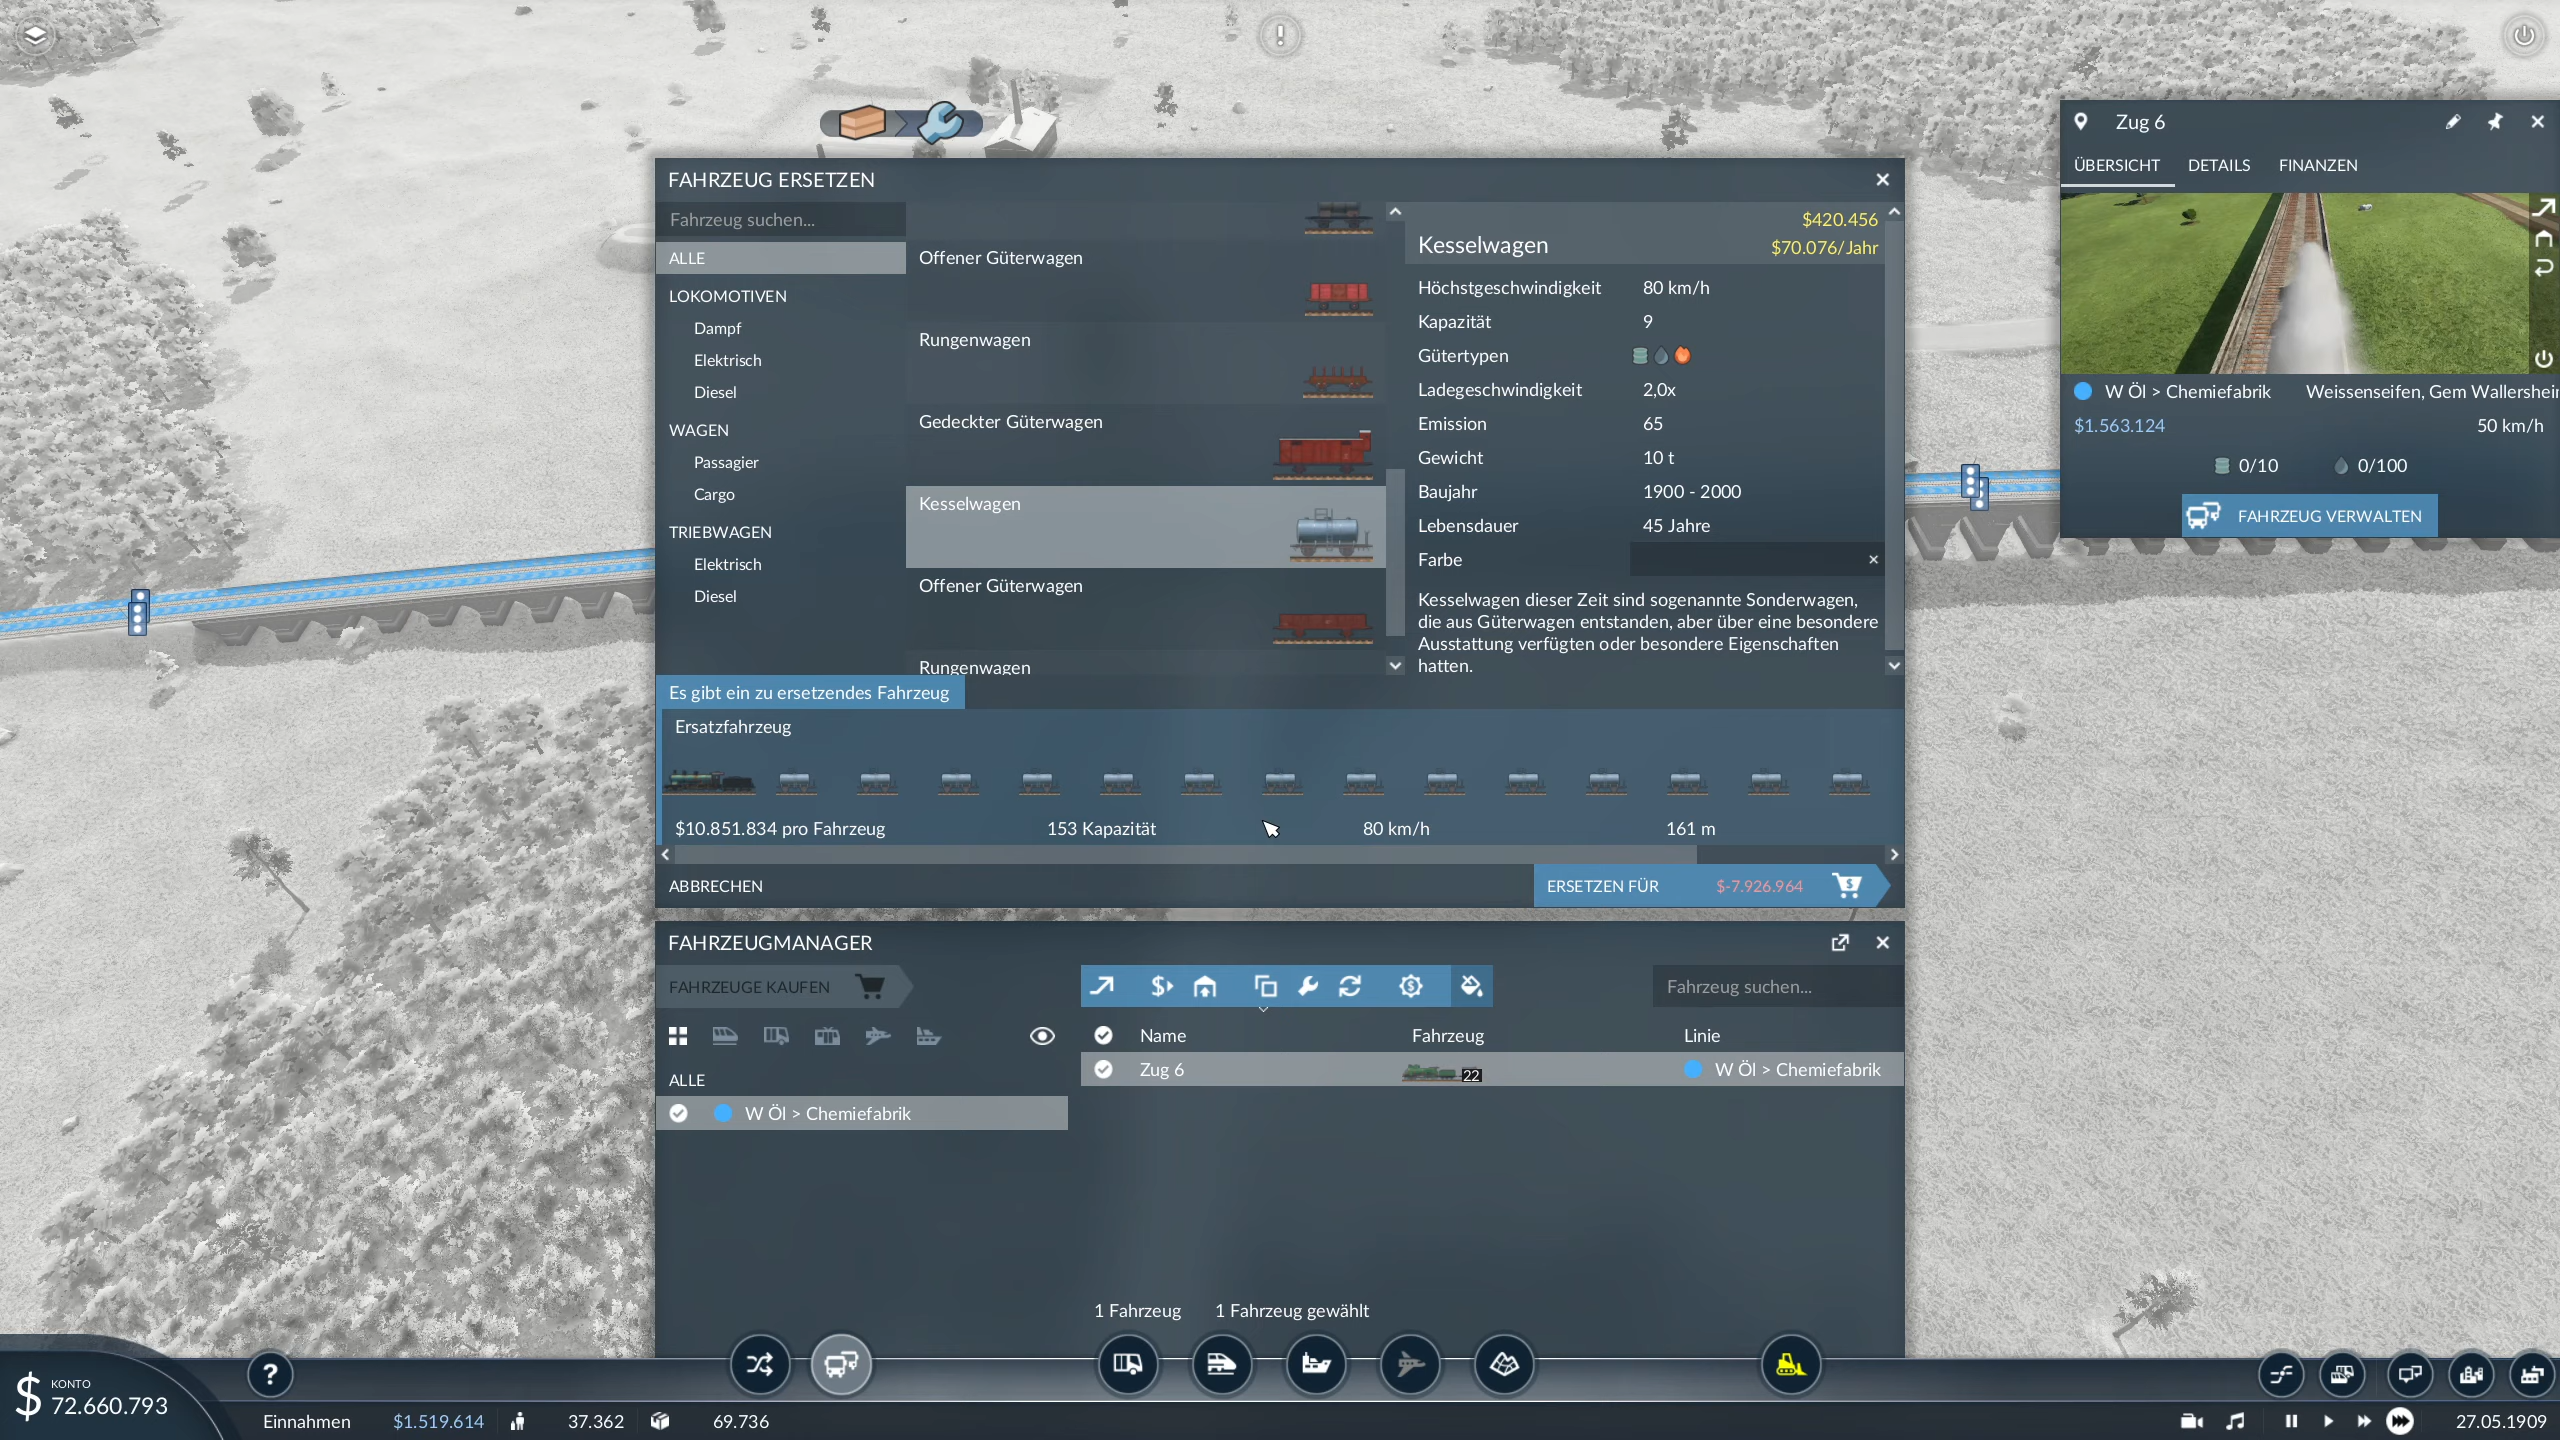 FAHRZEUG ERSETZEN
Fahrzeug suchen...
ALLE
LOKOMOTIVEN
Dampf
Elektrisch
Diesel
WAGEN
Passagier
Cargo
TRIEBWAGEN
Elektrisch
Diesel
Offener Güterwagen
Rungenwagen
Gedeckter Güterwagen
Kesselwagen
Offener Güterwagen
Rungenwagen
$420.456
Kesselwagen
$70.076/Jahr
Höchstgeschwindigkeit 80 km/h
Kapazität 9
Gütertypen
Ladegeschwindigkeit 2,0x
Emission 65
Gewicht 10 t
Baujahr 1900 - 2000
Lebensdauer 45 Jahre
Farbe
Kesselwagen dieser Zeit sind sogenannte Sonderwagen,
die aus Güterwagen entstanden, aber über eine besondere
Ausstattung verfügten oder besondere Eigenschaften
hatten.
Es gibt ein zu ersetzendes Fahrzeug
Ersatzfahrzeug
$10.851.834 pro Fahrzeug 153 Kapazität 80 km/h 161 m
ABBRECHEN
ERSETZEN FÜR $-7.926.964
Zug 6
ÜBERSICHT DETAILS FINANZEN
W Öl > Chemiefabrik Weissenseifen, Gem Wallershei
$1.563.124 50 km/h
0/10 0/100
FAHRZEUG VERWALTEN
FAHRZEUGMANAGER
FAHRZEUGE KAUFEN
Fahrzeug suchen...
Name Fahrzeug Linie
Zug 6 22 W Öl > Chemiefabrik
ALLE
W Öl > Chemiefabrik
1 Fahrzeug 1 Fahrzeug gewählt
KONTO
72.660.793
Einnahmen $1.519.614 37.362 69.736
27.05.1909